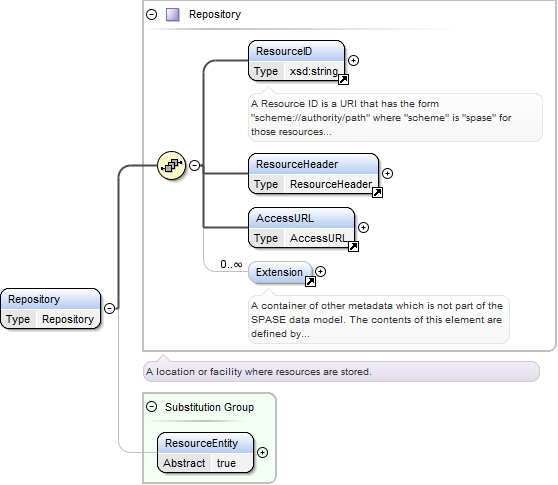 Repository
ResourceID
Type xsd:string
A Resource ID is a URI that has the form
"scheme://authority/path" where "scheme" is "spase" for
those resources...
ResourceHeader
Type ResourceHeader
AccessURL
Type AccessURL
0..∞
Extension
A container of other metadata which is not part of the
SPASE data model. The contents of this element are
defined by...
Repository
Type Repository
A location or facility where resources are stored.
Substitution Group
ResourceEntity
Abstract true